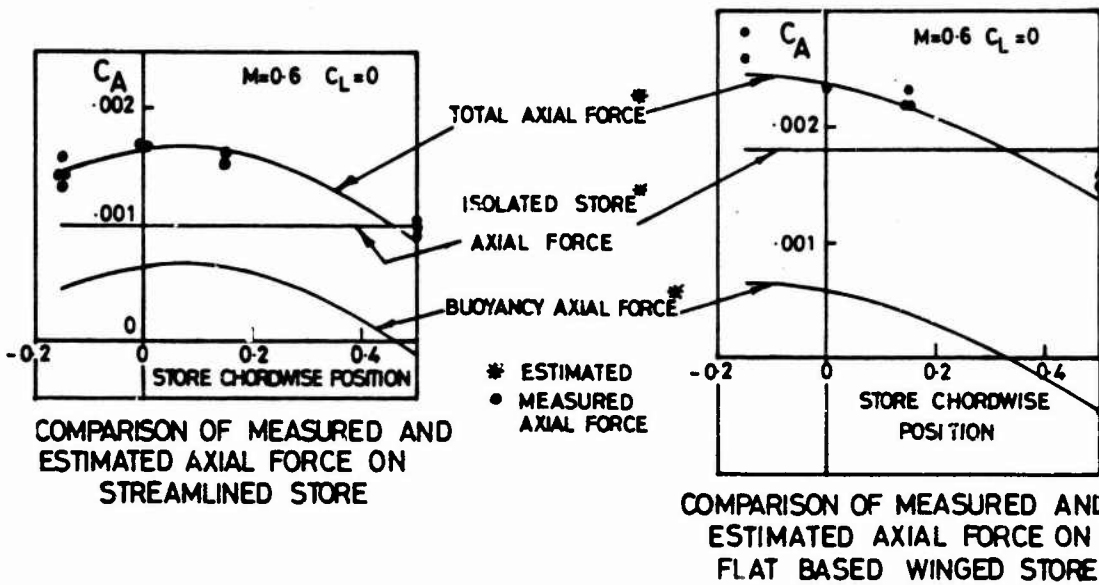 C_A
M=0·6 C_L=0
·002
·001
0
-0·2 0 0·2 0·4
STORE CHORDWISE POSITION
COMPARISON OF MEASURED AND
ESTIMATED AXIAL FORCE ON
STREAMLINED STORE
TOTAL AXIAL FORCE*
ISOLATED STORE*
AXIAL FORCE
BUOYANCY AXIAL FORCE*
* ESTIMATED
• MEASURED
AXIAL FORCE
C_A
M=0·6 C_L=0
·002
·001
-0·2 0 0·2 0·4
STORE CHORDWISE
POSITION
COMPARISON OF MEASURED AND
ESTIMATED AXIAL FORCE ON
FLAT BASED WINGED STORE